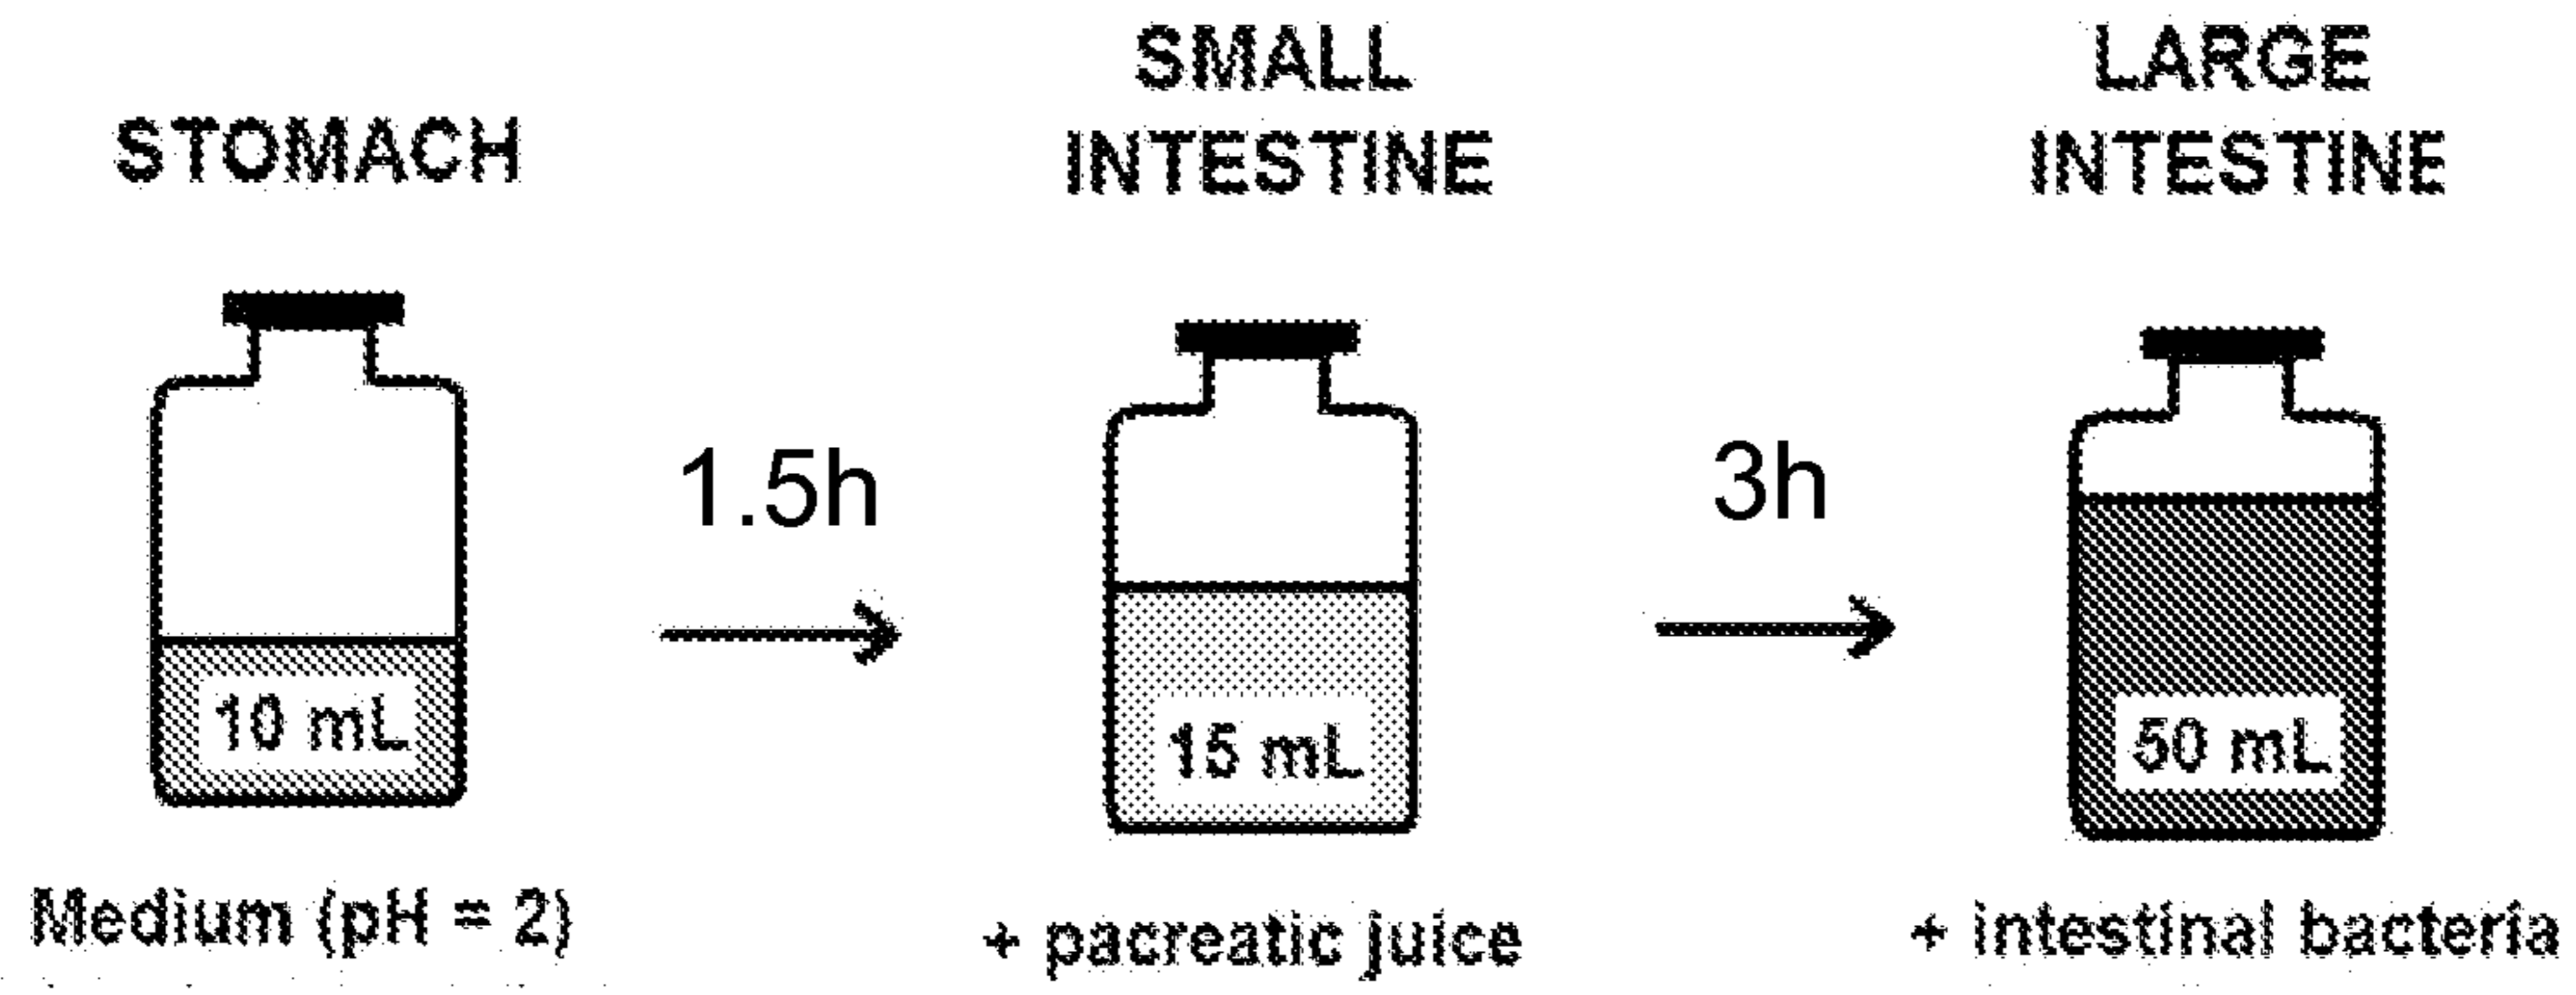 STOMACH
SMALL
INTESTINE
LARGE
INTESTINE
1.5h
3h
10 mL
15 mL
50 mL
Medium (pH = 2)
+ pacreatic juice
+ intestinal bacteria